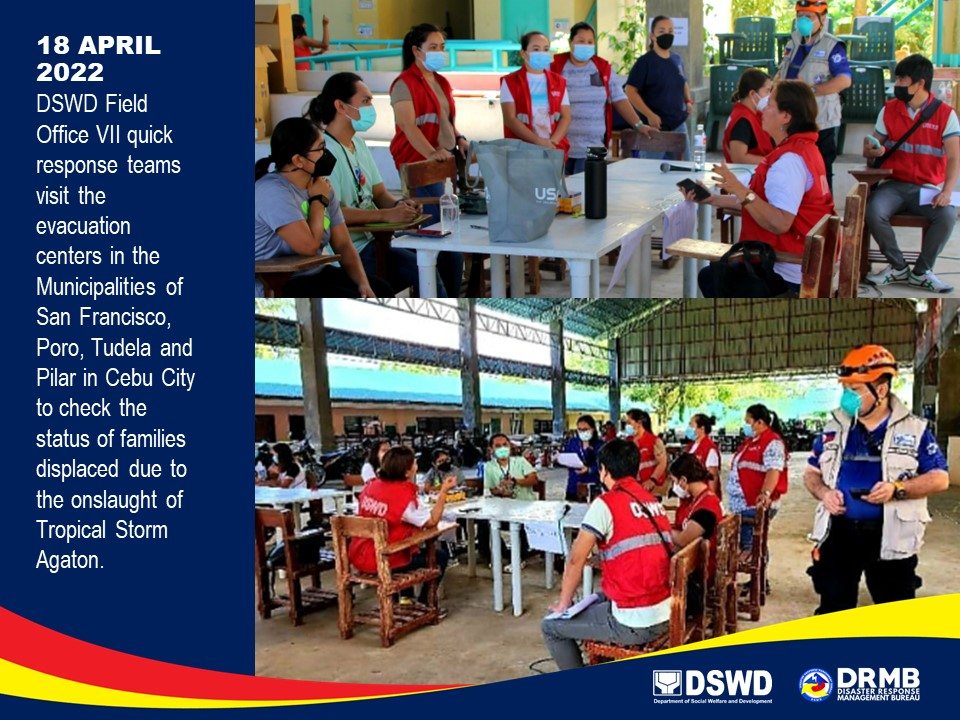 18 APRIL
2022
DSWD Field
Office VII quick
response teams
visit the
evacuation
centers in the
Municipalities of
San Francisco,
Poro, Tudela and
Pilar in Cebu City
to check the
status of families
displaced due to
the onslaught of
Tropical Storm
Agaton.
US
DSWD
DSWD
DSWD
Department of Social Welfare and Development
DRMB
DISASTER RESPONSE
MANAGEMENT BUREAU